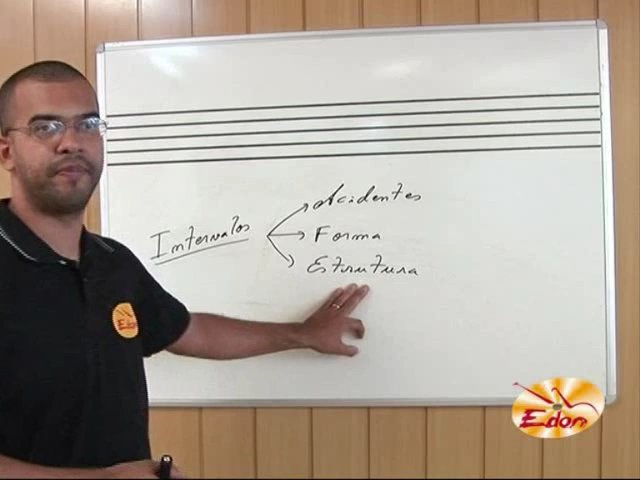 Acidentes
Intervalos
Forma
Estrutura
Edon
Edon